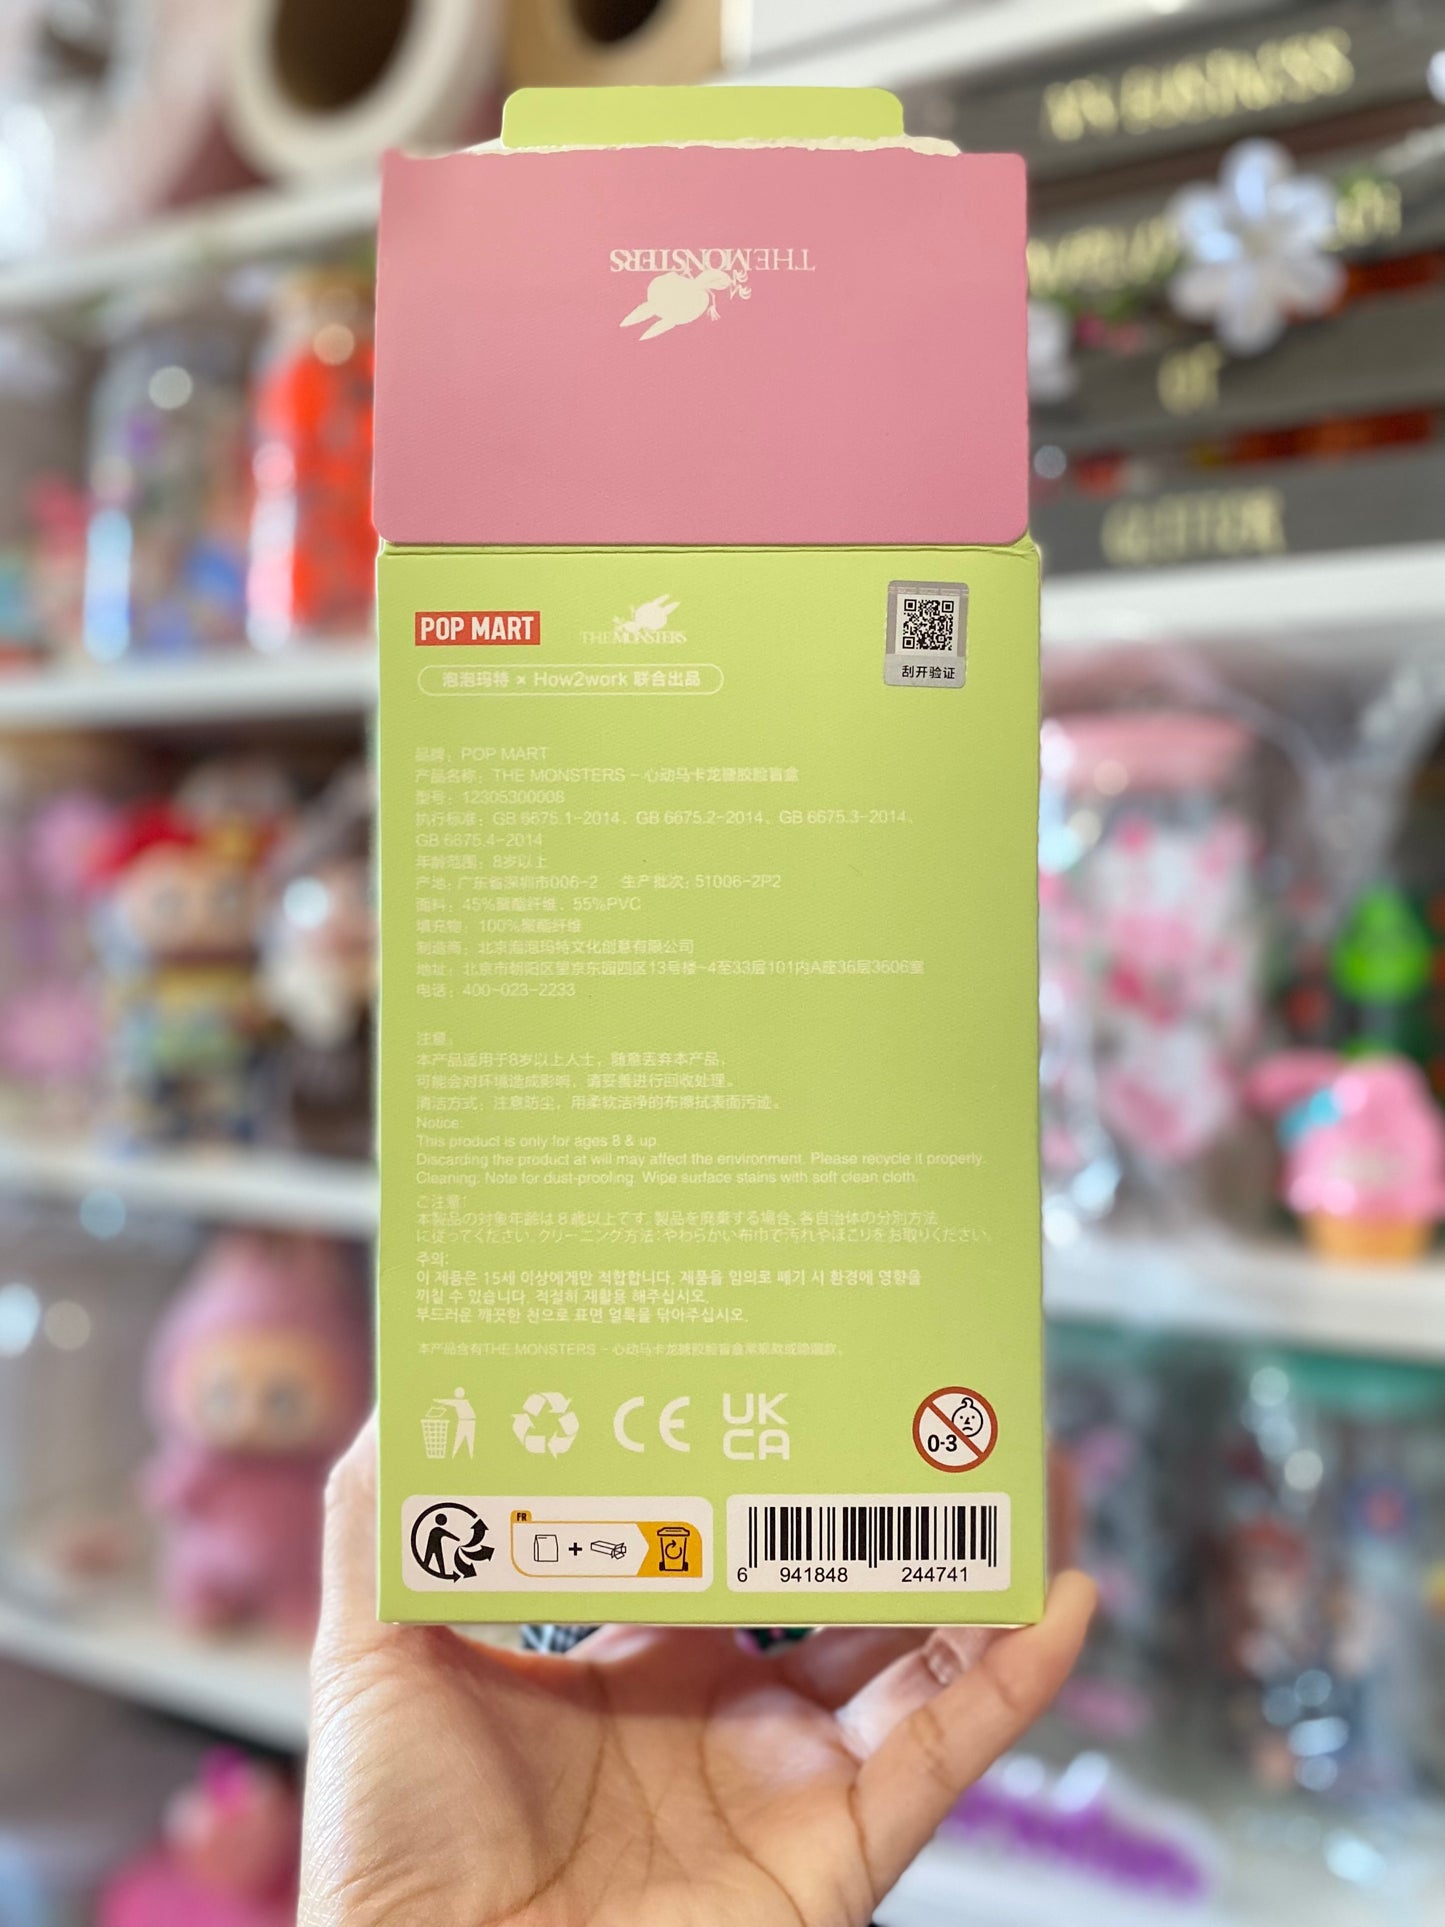 IN BUSINESS
OF
GLITTER
THE MONSTERS
POP MART
THE MONSTERS
刮开验证
泡泡玛特 × How2work 联合出品
品牌：POP MART
产品名称：THE MONSTERS - 心动马卡龙搪胶脸盲盒
型号：12305300008
执行标准：GB 6675.1-2014、GB 6675.2-2014、GB 6675.3-2014、
GB 6675.4-2014
年龄范围：8岁以上
产地：广东省深圳市006-2 生产批次：51006-2P2
面料：45%聚酯纤维、55%PVC
填充物：100%聚酯纤维
制造商：北京泡泡玛特文化创意有限公司
地址：北京市朝阳区望京东园四区13号楼-4至33层101内A座36层3606室
电话：400-023-2233
注意：
本产品适用于8岁以上人士，随意丢弃本产品，
可能会对环境造成影响，请妥善进行回收处理。
清洁方式：注意防尘，用柔软洁净的布擦拭表面污迹。
Notice:
This product is only for ages 8 & up.
Discarding the product at will may affect the environment. Please recycle it properly.
Cleaning: Note for dust-proofing. Wipe surface stains with soft clean cloth.
ご注意：
本製品の対象年齢は8歳以上です。製品を廃棄する場合、各自治体の分別方法
に従ってください。クリーニング方法：やわらかい布巾で汚れやほこりをお取りください。
주의:
이 제품은 15세 이상에게만 적합합니다. 제품을 임의로 폐기 시 환경에 영향을
끼칠 수 있습니다. 적절히 재활용 해주십시오.
부드러운 깨끗한 천으로 표면 얼룩을 닦아주십시오.
本产品含有THE MONSTERS - 心动马卡龙搪胶脸盲盒常规款或隐藏款。
CE
UK
CA
0-3
FR
6 941848 244741